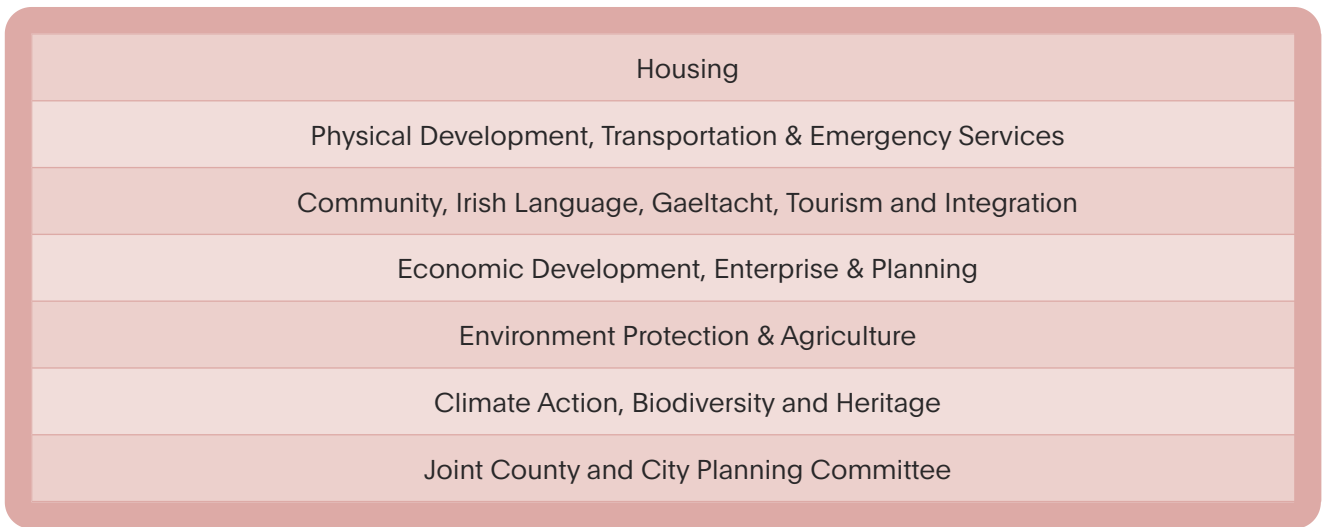 Housing
Physical Development, Transportation & Emergency Services
Community, Irish Language, Gaeltacht, Tourism and Integration
Economic Development, Enterprise & Planning
Environment Protection & Agriculture
Climate Action, Biodiversity and Heritage
Joint County and City Planning Committee